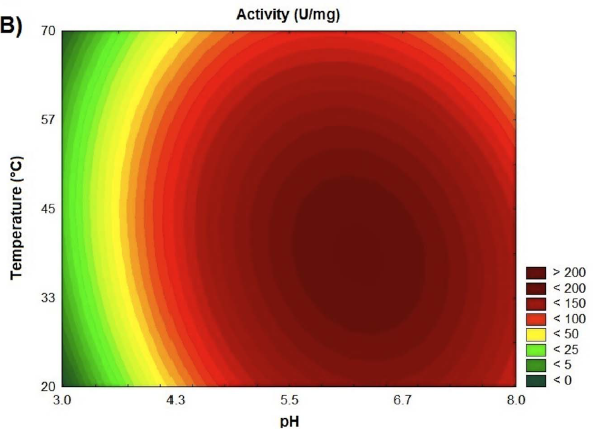 B)
Activity (U/mg)
70
57
45
33
20
Temperature (°C)
3.0 4.3 5.5 6.7 8.0
pH
> 200
< 200
< 150
< 100
< 50
< 25
< 5
< 0